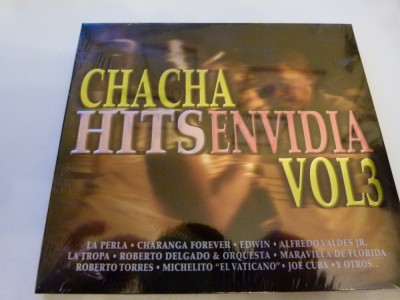 CHACHA
HITS ENVIDIA
VOL3
LA PERLA • CHARANGA FOREVER • EDWIN • ALFREDO VALDÉS JR.
LA TROPA • ROBERTO DELGADO & ORQUESTA • MARAVILLA DE FLORIDA
ROBERTO TORRES • MICHELITO "EL VATICANO" • JOE CUBA • Y OTROS...